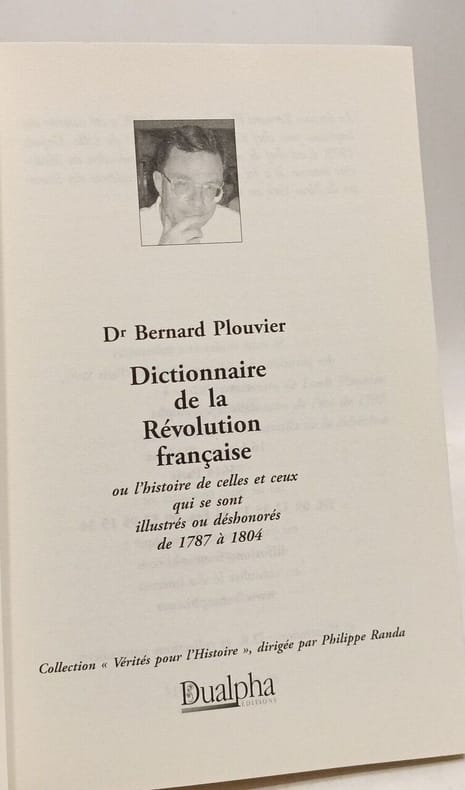 Dr Bernard Plouvier
Dictionnaire
de la
Révolution
française
ou l'histoire de celles et ceux
qui se sont
illustrés ou déshonorés
de 1787 à 1804
Collection « Vérités pour l'Histoire », dirigée par Philippe Randa
Dualpha
ÉDITIONS